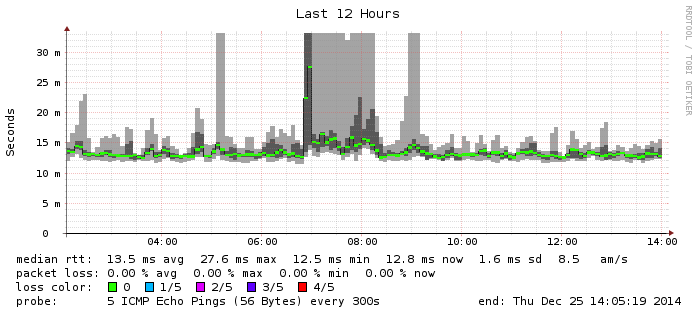 Last 12 Hours
RRDTOOL / TOBI OETIKER
Seconds
30 m
25 m
20 m
15 m
10 m
5 m
0
04:00 06:00 08:00 10:00 12:00 14:00
median rtt: 13.5 ms avg 27.6 ms max 12.5 ms min 12.8 ms now 1.6 ms sd 8.5 am/s
packet loss: 0.00 % avg 0.00 % max 0.00 % min 0.00 % now
loss color: 0 1/5 2/5 3/5 4/5
probe: 5 ICMP Echo Pings (56 Bytes) every 300s end: Thu Dec 25 14:05:19 2014